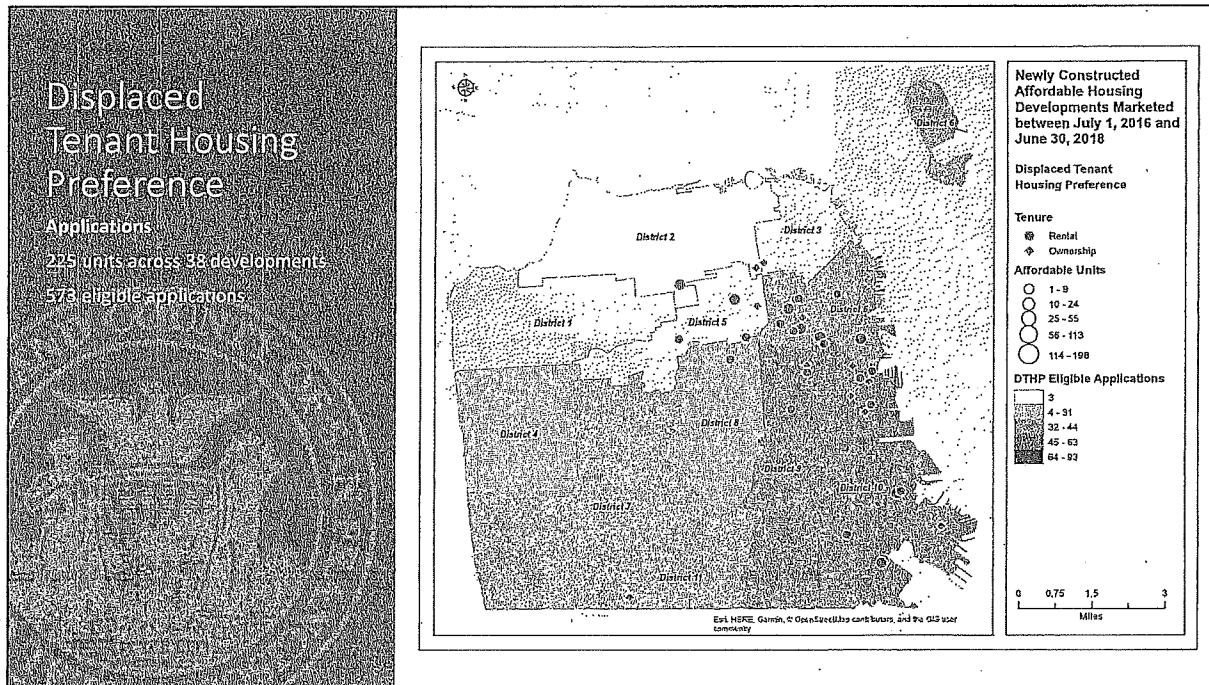 Displaced
Tenant Housing
Preference
Applications
225 units across 38 developments
573 eligible applications
District 6
District 2
District 3
District 1
District 5
District 6
District 4
District 8
District 9
District 10
District 7
District 11
Esri, HERE, Garmin, © OpenStreetMap contributors, and the GIS user
community
Newly Constructed
Affordable Housing
Developments Marketed
between July 1, 2016 and
June 30, 2018
Displaced Tenant
Housing Preference
Tenure
Rental
Ownership
Affordable Units
1 - 9
10 - 24
25 - 55
56 - 113
114 - 198
DTHP Eligible Applications
3
4 - 31
32 - 44
45 - 63
64 - 93
0 0.75 1.5 3
Miles